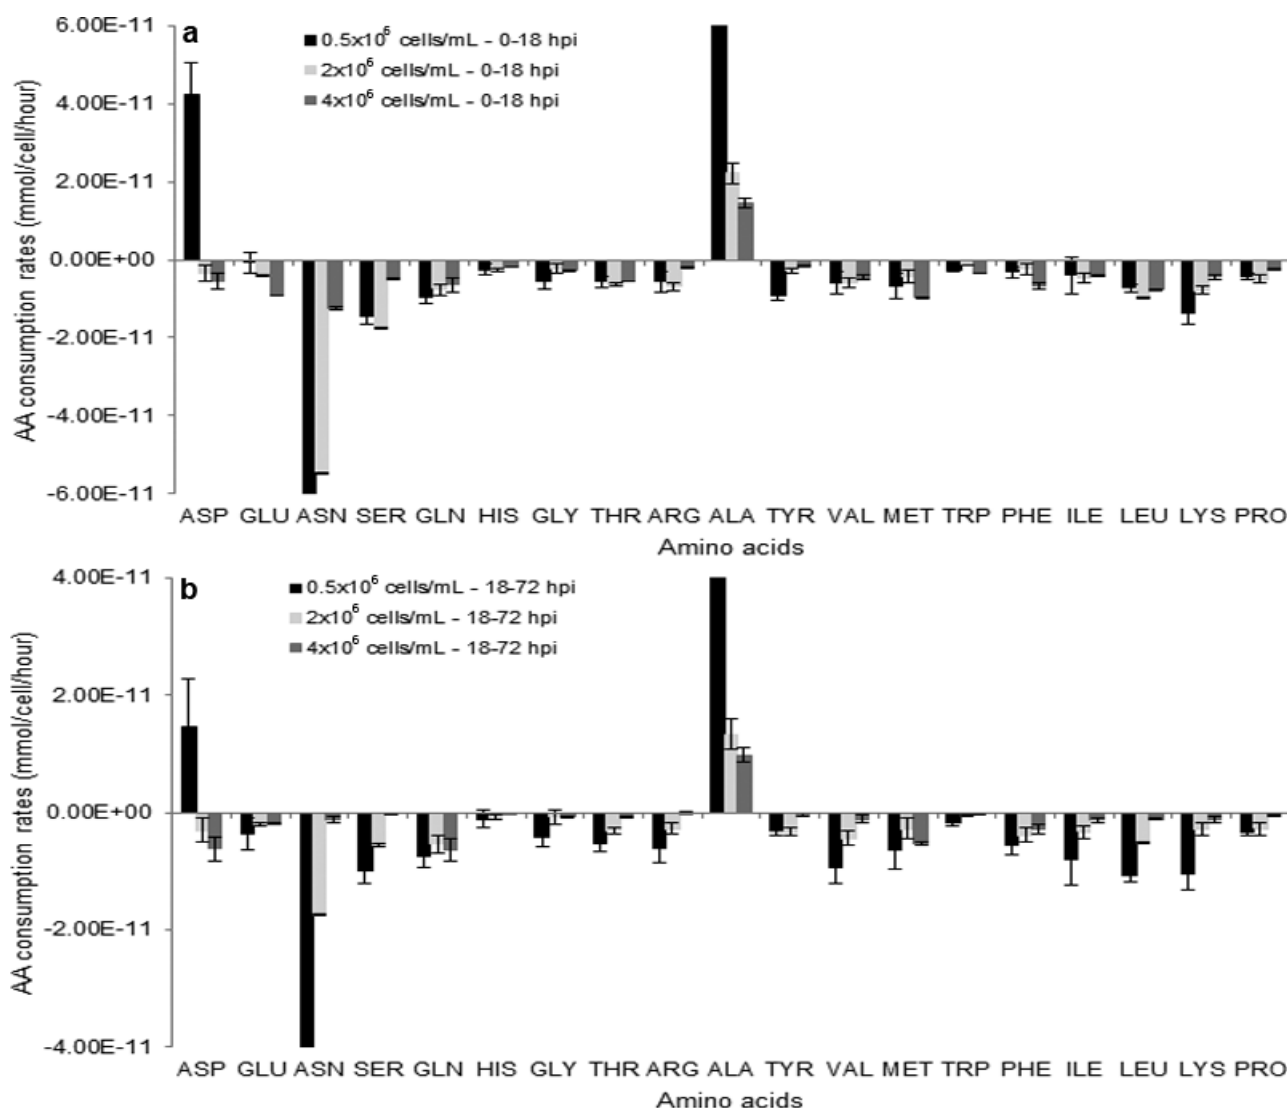 a
0.5x10⁶ cells/mL - 0-18 hpi
2x10⁶ cells/mL - 0-18 hpi
4x10⁶ cells/mL - 0-18 hpi
AA consumption rates (mmol/cell/hour)
6.00E-11
4.00E-11
2.00E-11
0.00E+00
-2.00E-11
-4.00E-11
-6.00E-11
ASP GLU ASN SER GLN HIS GLY THR ARG ALA TYR VAL MET TRP PHE ILE LEU LYS PRO
Amino acids
b
0.5x10⁶ cells/mL - 18-72 hpi
2x10⁶ cells/mL - 18-72 hpi
4x10⁶ cells/mL - 18-72 hpi
AA consumption rates (mmol/cell/hour)
4.00E-11
2.00E-11
0.00E+00
-2.00E-11
-4.00E-11
ASP GLU ASN SER GLN HIS GLY THR ARG ALA TYR VAL MET TRP PHE ILE LEU LYS PRO
Amino acids